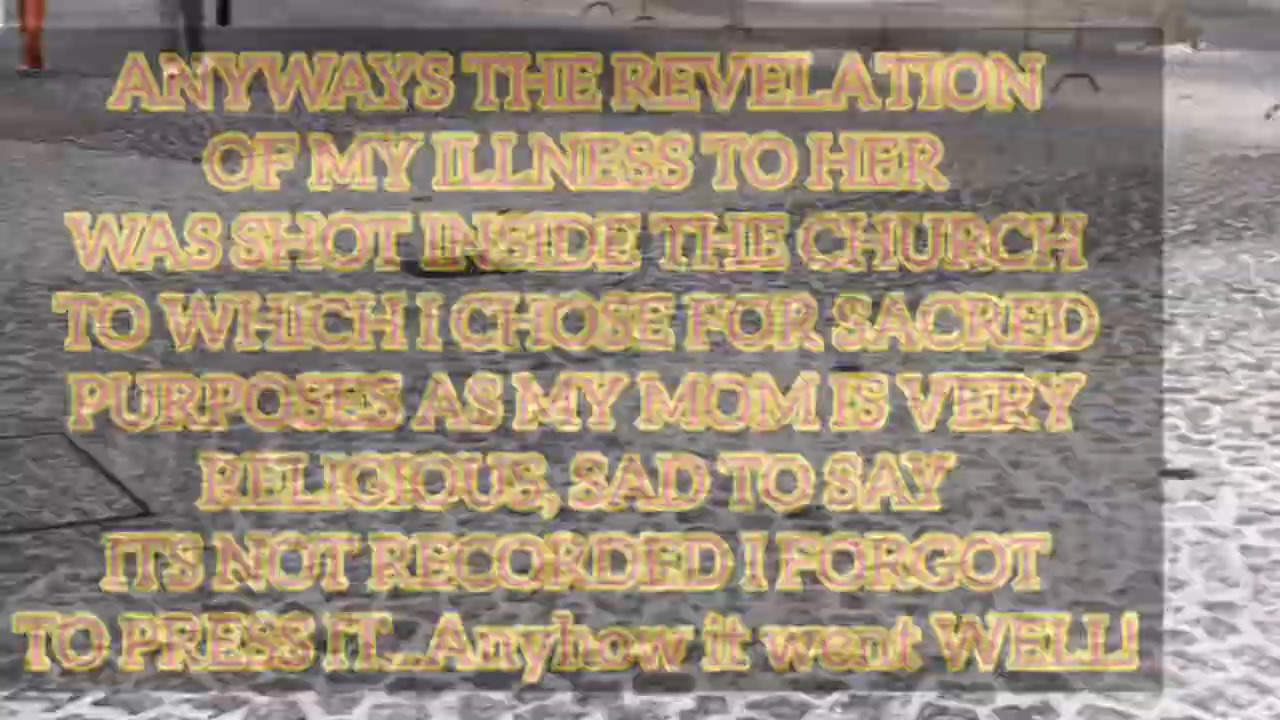 ANYWAYS THE REVELATION
OF MY ILLNESS TO HER
WAS SHOT INSIDE THE CHURCH
TO WHICH I CHOSE FOR SACRED
PURPOSES AS MY MOM IS VERY
RELIGIOUS, SAD TO SAY
ITS NOT RECORDED I FORGOT
TO PRESS IT...Anyhow it went WELL!